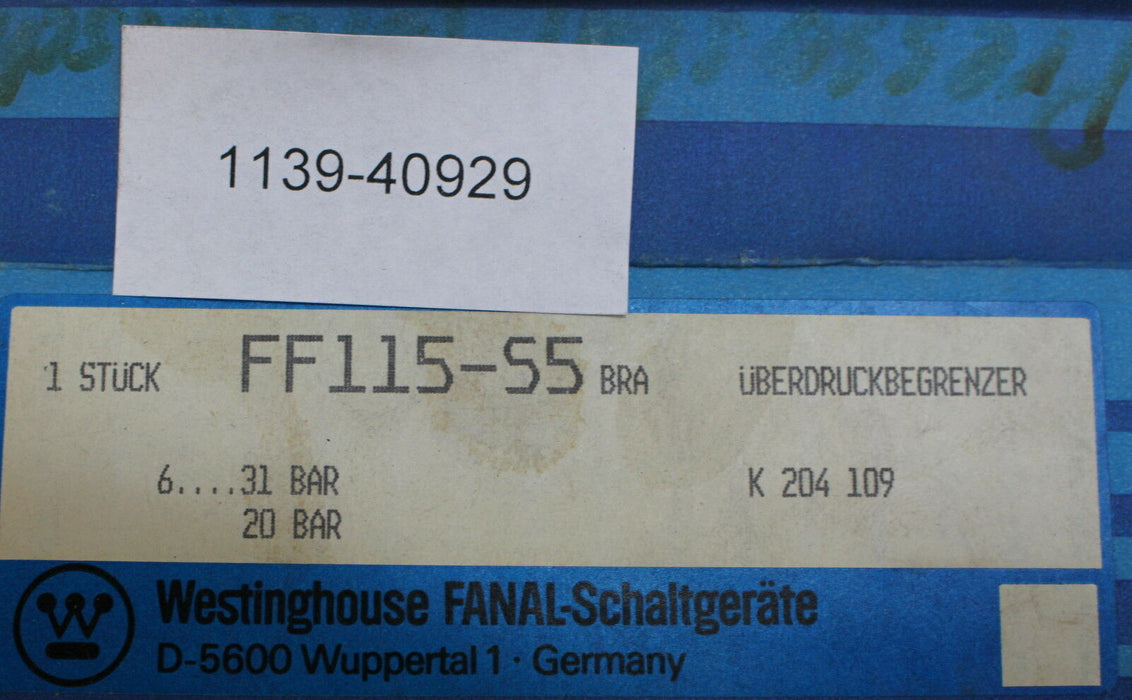 1139-40929
1 STÜCK FF115-S5 BRA ÜBERDRUCKBEGRENZER
6....31 BAR K 204 109
20 BAR
W
Westinghouse FANAL-Schaltgeräte
D-5600 Wuppertal 1 · Germany